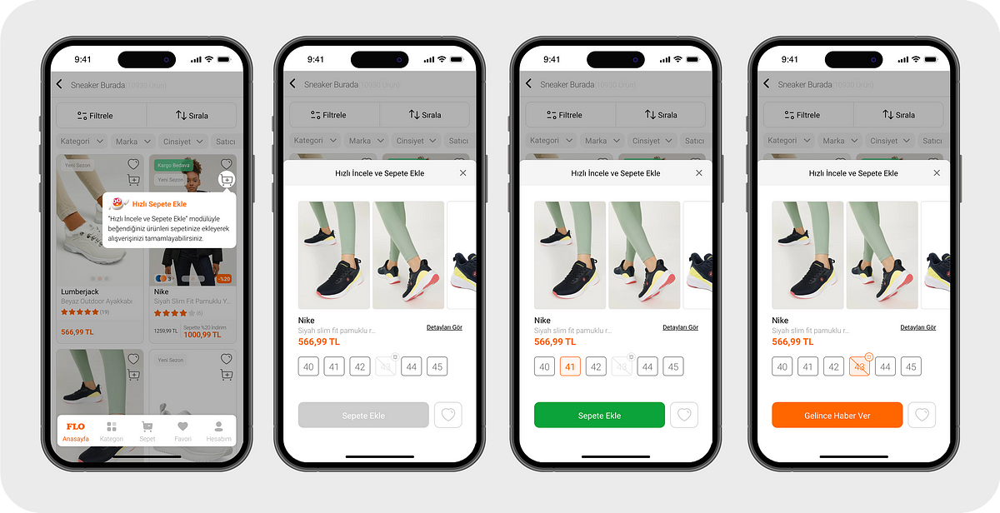 9:41
Sneaker Burada (10930 Ürün)
Filtrele
Sırala
Kategori
Marka
Cinsiyet
Satıcı
Yeni Sezon
Kargo Bedava
Yeni Sezon
Hızlı Sepete Ekle
"Hızlı İncele ve Sepete Ekle" modülüyle
beğendiğiniz ürünleri sepetinize ekleyerek
alışverişinizi tamamlayabilirsiniz.
3
-%20
Lumberjack
Beyaz Outdoor Ayakkabı
(19)
566,99 TL
Nike
Siyah Slim Fit Pamuklu Y...
(6)
1259,99 TL
Sepette %20 İndirim
1000,99 TL
Yeni Sezon
FLO
Anasayfa
Kategori
Sepet
Favori
Hesabım
9:41
Sneaker Burada (10930 Ürün)
Filtrele
Sırala
Kategori
Marka
Cinsiyet
Satıcı
Hızlı İncele ve Sepete Ekle
Nike
Siyah slim fit pamuklu r...
566,99 TL
Detayları Gör
40 41 42 43 44 45
Sepete Ekle
9:41
Sneaker Burada (10930 Ürün)
Filtrele
Sırala
Kategori
Marka
Cinsiyet
Satıcı
Hızlı İncele ve Sepete Ekle
Nike
Siyah slim fit pamuklu r...
566,99 TL
Detayları Gör
40 41 42 43 44 45
Sepete Ekle
9:41
Sneaker Burada (10930 Ürün)
Filtrele
Sırala
Kategori
Marka
Cinsiyet
Satıcı
Hızlı İncele ve Sepete Ekle
Nike
Siyah slim fit pamuklu r...
566,99 TL
Detayları Gör
40 41 42 43 44 45
Gelince Haber Ver